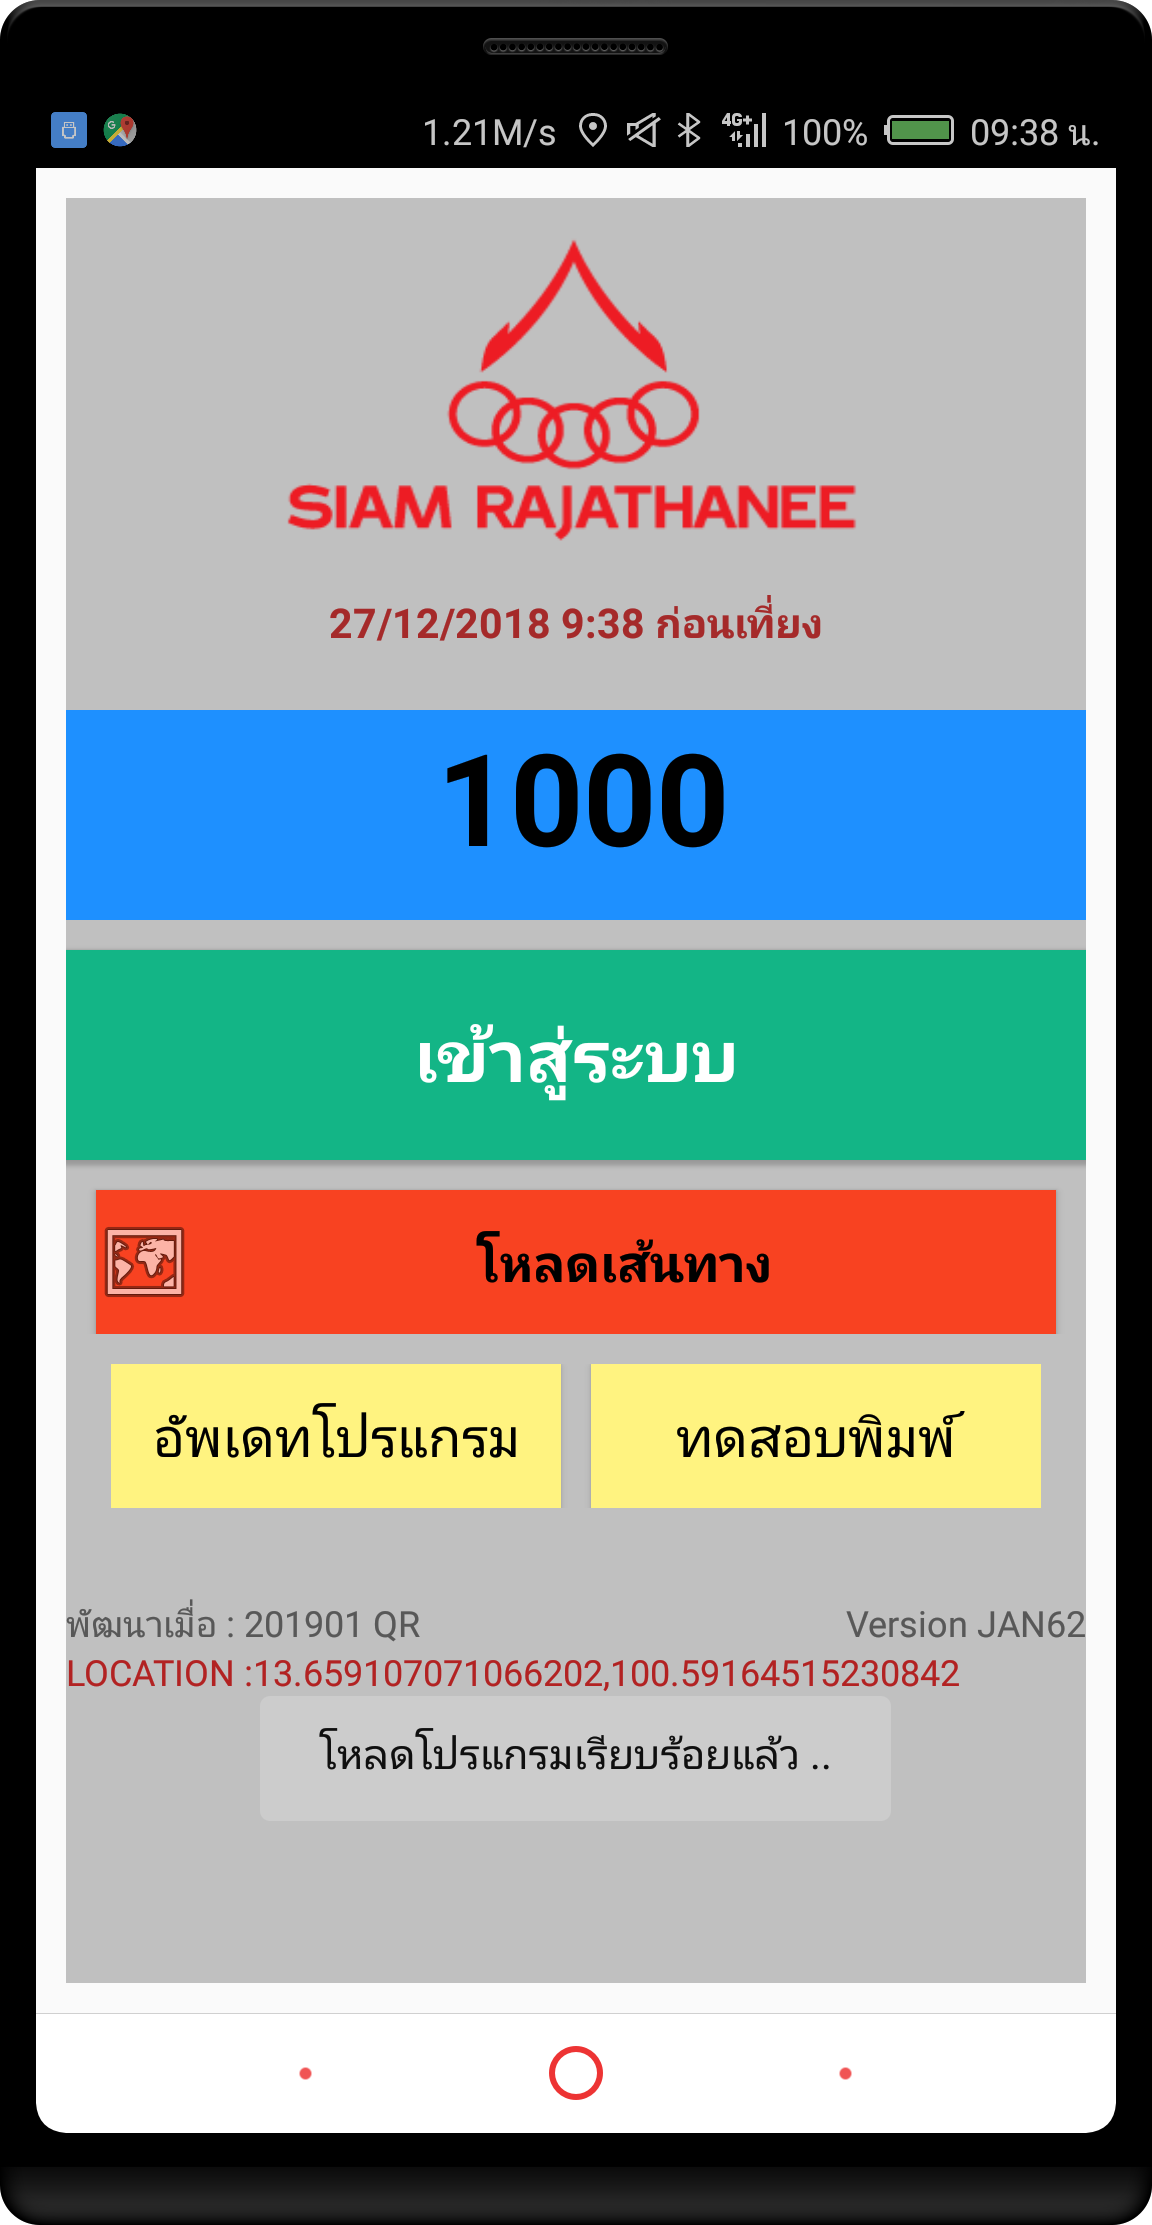 1.21M/s 4G+ 100% 09:38 น.
SIAM RAJATHANEE
27/12/2018 9:38 ก่อนเที่ยง
1000
เข้าสู่ระบบ
โหลดเส้นทาง
อัพเดทโปรแกรม ทดสอบพิมพ์
พัฒนาเมื่อ : 201901 QR Version JAN62
LOCATION :13.659107071066202,100.59164515230842
โหลดโปรแกรมเรียบร้อยแล้ว ..